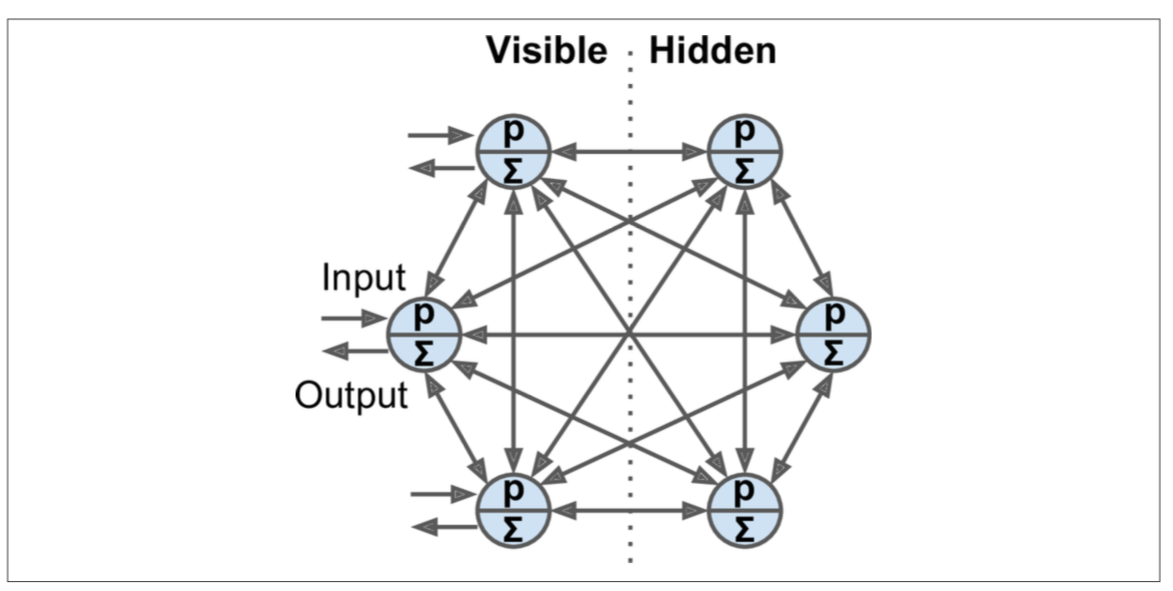 Visible Hidden
p p
Σ Σ
Input
p p
Σ Σ
Output
p p
Σ Σ